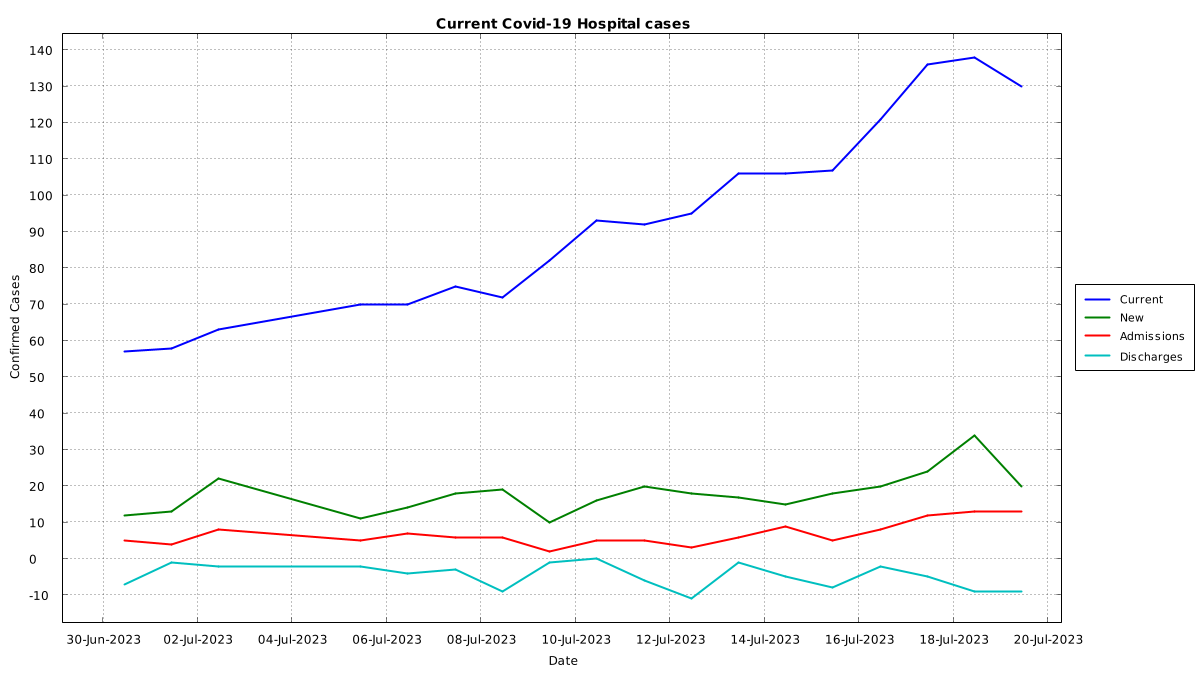 Current Covid-19 Hospital cases
140
130
120
110
100
90
80
70
60
50
40
30
20
10
0
-10
Confirmed Cases
30-Jun-2023
02-Jul-2023
04-Jul-2023
06-Jul-2023
08-Jul-2023
10-Jul-2023
12-Jul-2023
14-Jul-2023
16-Jul-2023
18-Jul-2023
20-Jul-2023
Date
Current
New
Admissions
Discharges